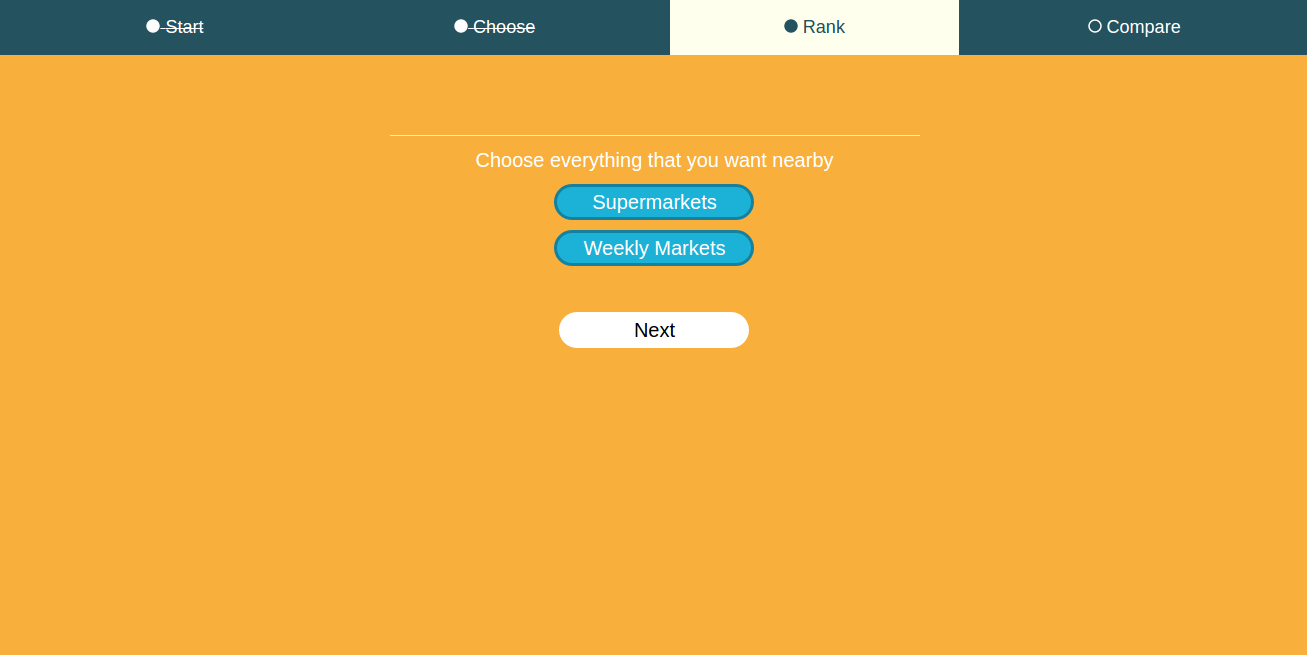 Start
Choose
Rank
Compare
Choose everything that you want nearby
Supermarkets
Weekly Markets
Next